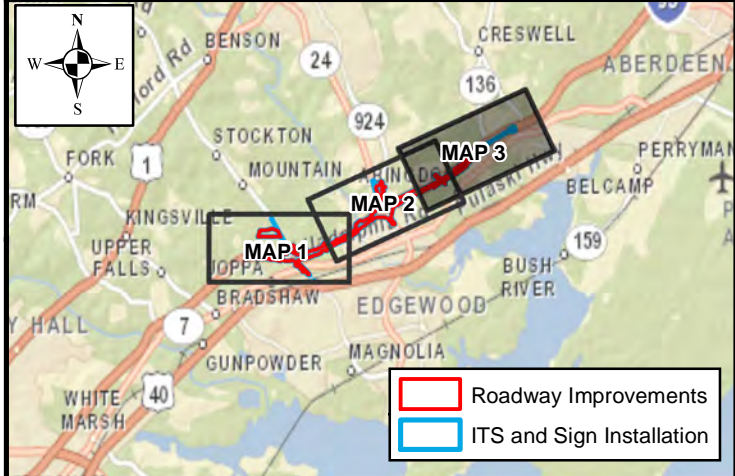 N
W E
S
BENSON
CRESWELL
24
ABERDEEN
136
924
STOCKTON
FORK
1
MOUNTAIN
MAP 3
PERRYMAN
MAP 2
BELCAMP
KINGSVILLE
MAP 1
UPPER
FALLS
JOPPA
159
BUSH
RIVER
BRADSHAW
EDGEWOOD
Y HALL
7
GUNPOWDER
MAGNOLIA
WHITE
MARSH
40
Roadway Improvements
ITS and Sign Installation